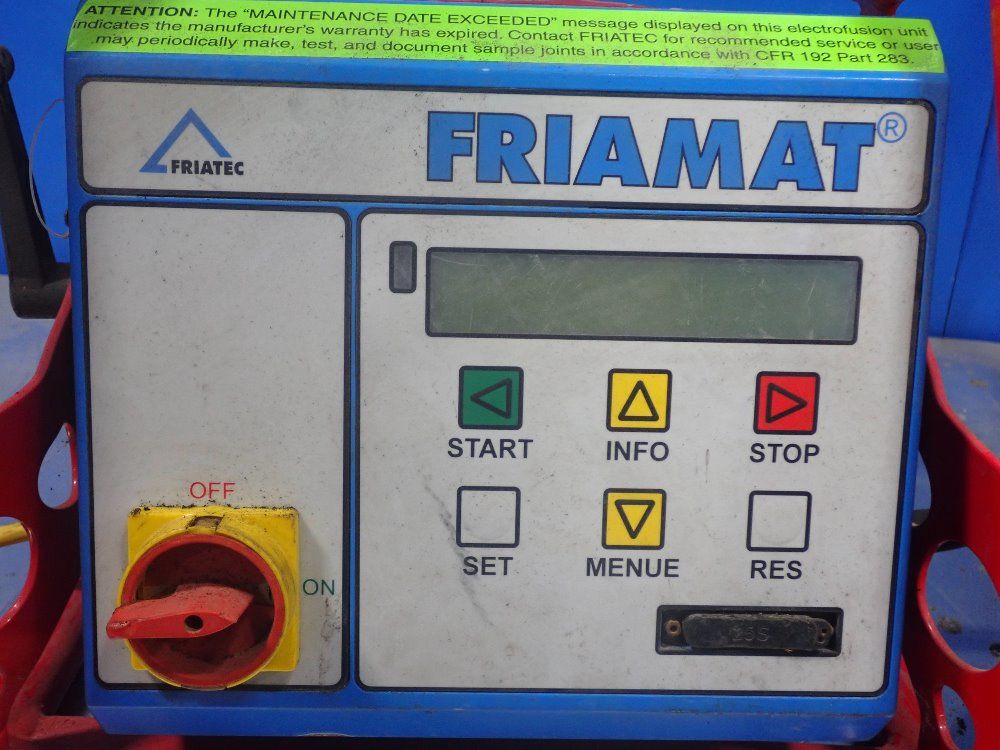 ATTENTION: The "MAINTENANCE DATE EXCEEDED" message displayed on this electrofusion unit
indicates the manufacturer's warranty has expired. Contact FRIATEC for recommended service or user
may periodically make, test, and document sample joints in accordance with CFR 192 Part 283.
FRIATEC
FRIAMAT®
START INFO STOP
OFF
SET MENUE RES
ON